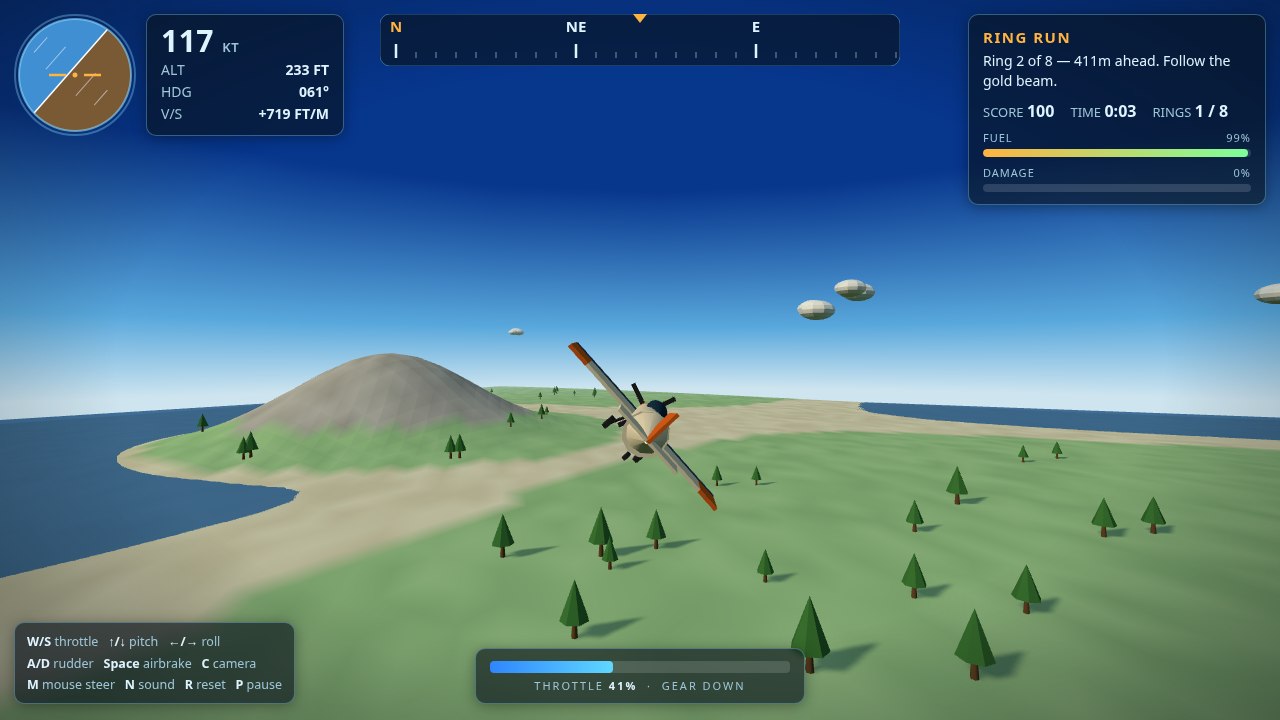 117 KT
ALT 233 FT
HDG 061°
V/S +719 FT/M
N NE E
RING RUN
Ring 2 of 8 — 411m ahead. Follow the
gold beam.
SCORE 100 TIME 0:03 RINGS 1 / 8
FUEL 99%
DAMAGE 0%
W/S throttle ↑/↓ pitch ←/→ roll
A/D rudder Space airbrake C camera
M mouse steer N sound R reset P pause
THROTTLE 41% · GEAR DOWN